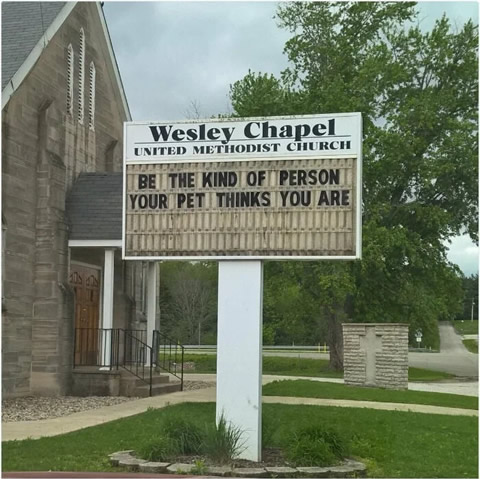 Wesley Chapel
UNITED METHODIST CHURCH
BE THE KIND OF PERSON
YOUR PET THINKS YOU ARE